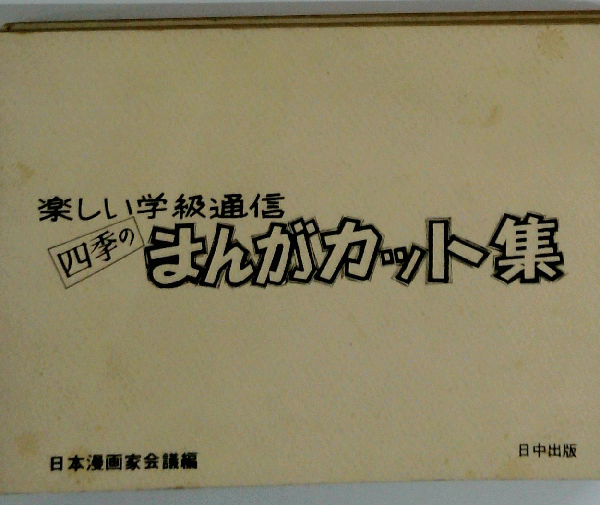 楽しい学級通信
四季の
まんがカット集
日本漫画家会議編
日中出版